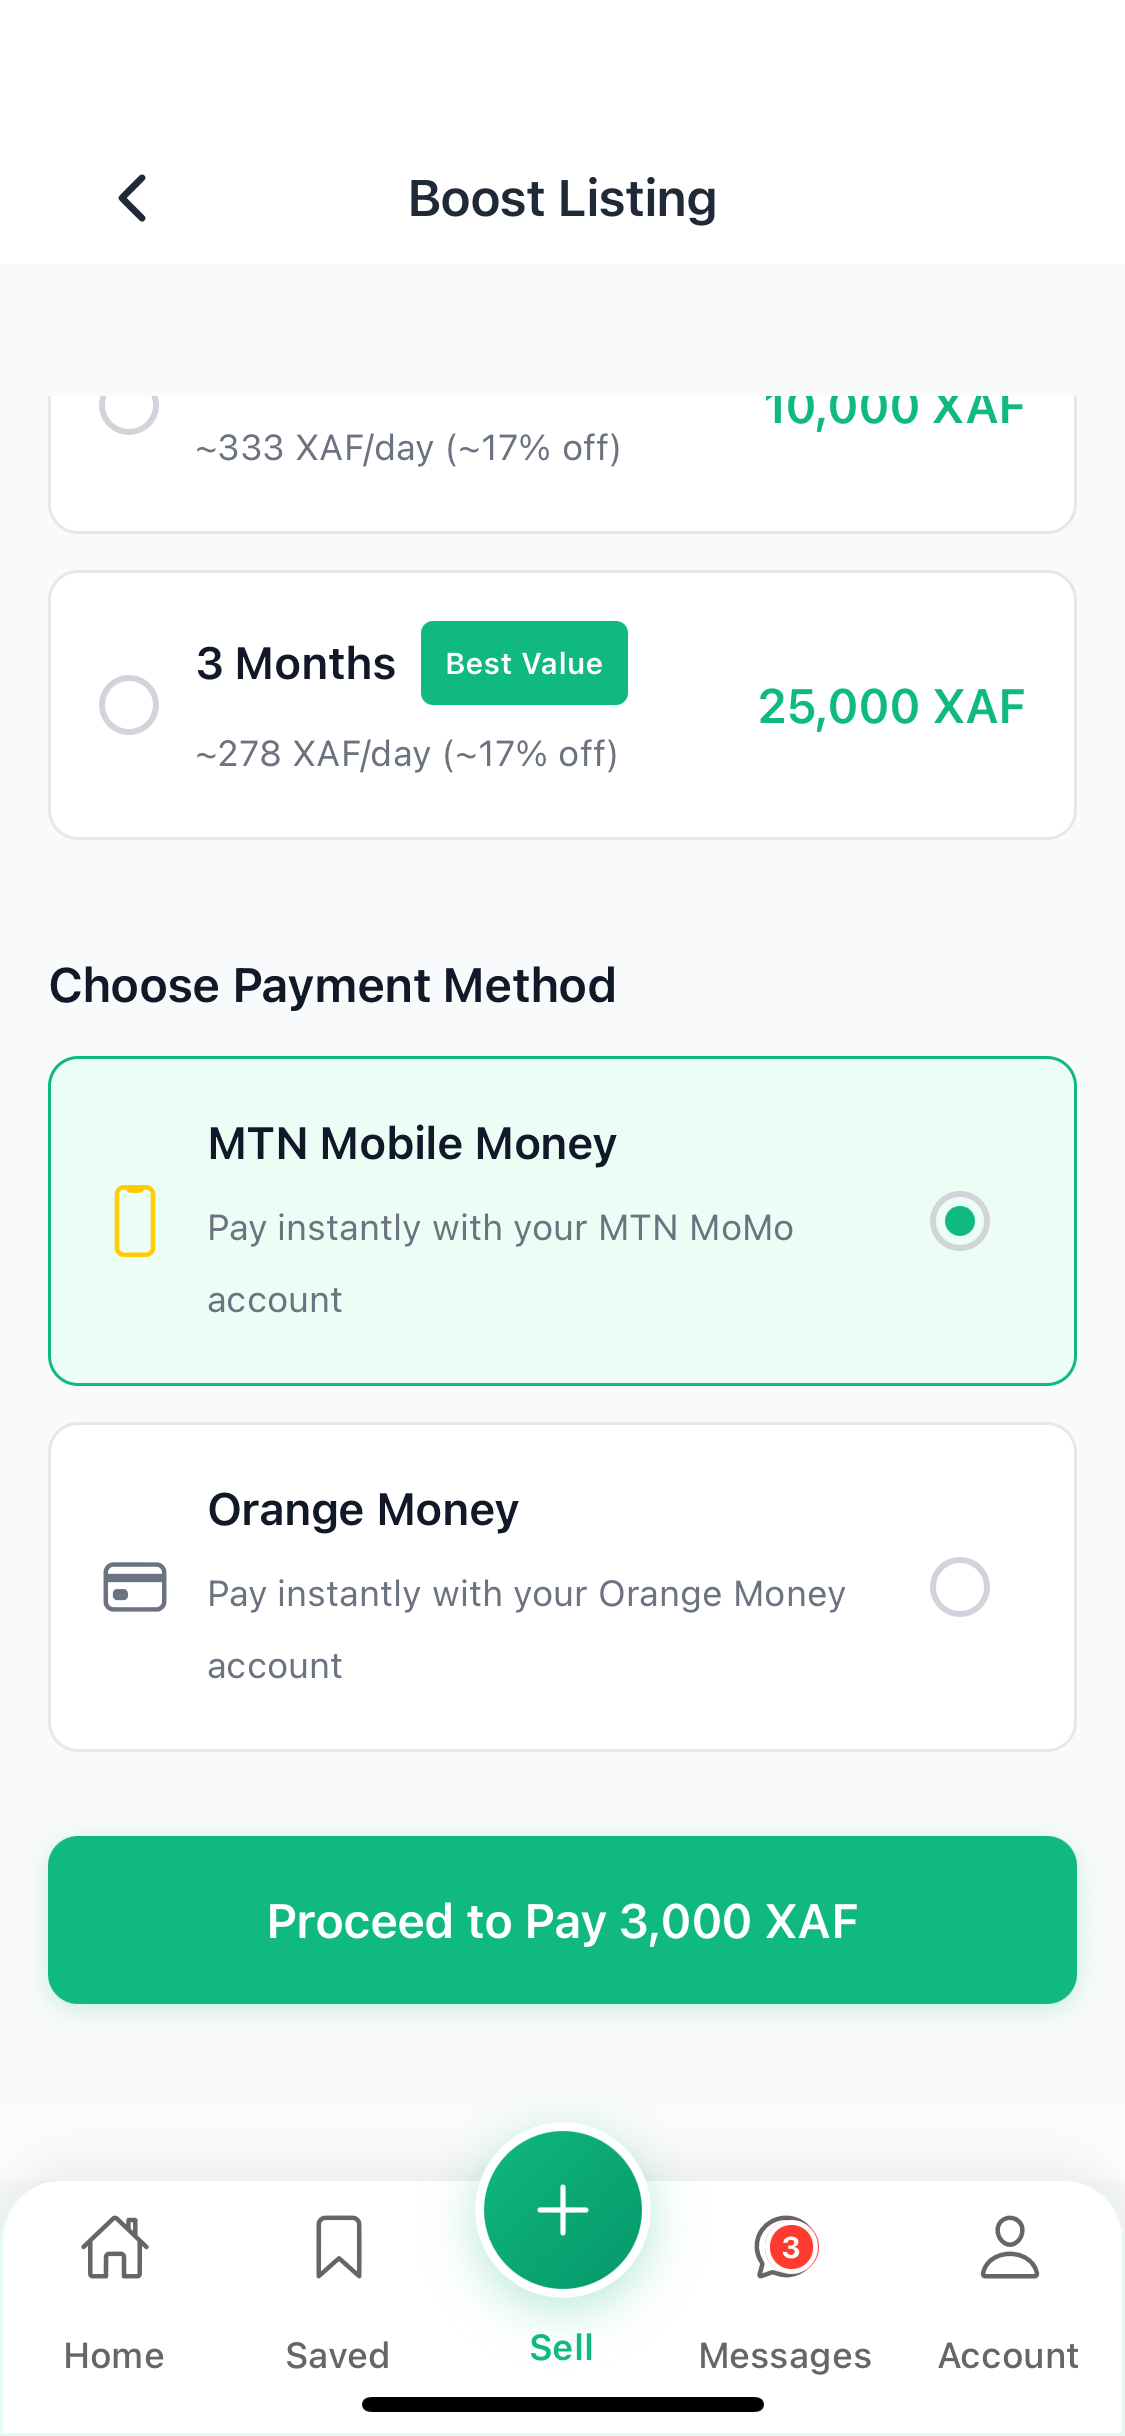 Boost Listing
10,000 XAF
~333 XAF/day (~17% off)
3 Months
Best Value
25,000 XAF
~278 XAF/day (~17% off)
Choose Payment Method
MTN Mobile Money
Pay instantly with your MTN MoMo
account
Orange Money
Pay instantly with your Orange Money
account
Proceed to Pay 3,000 XAF
3
Home
Saved
Sell
Messages
Account